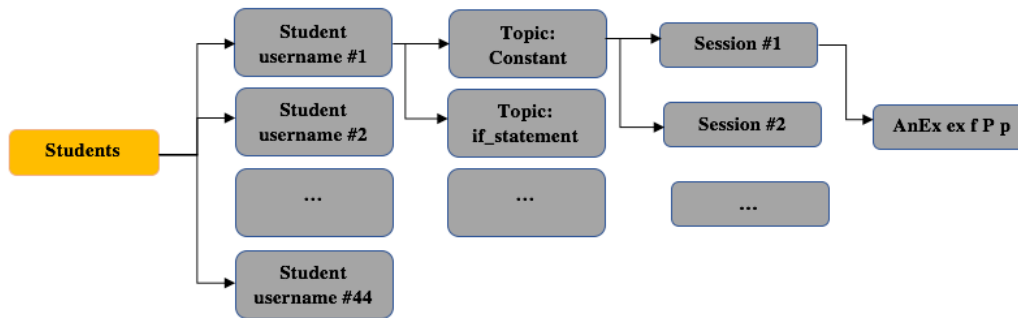 Students
Student
username #1
Student
username #2
...
Student
username #44
Topic:
Constant
Topic:
if_statement
...
Session #1
Session #2
...
AnEx ex f P p